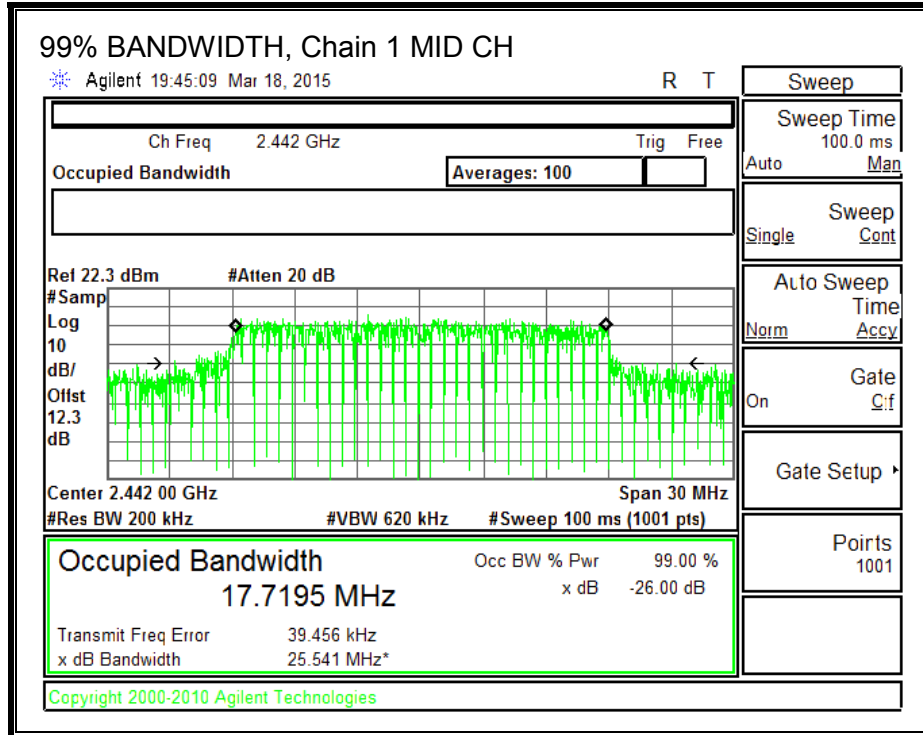 99% BANDWIDTH, Chain 1 MID CH
Agilent 19:45:09 Mar 18, 2015 R T
Ch Freq 2.442 GHz Trig Free
Occupied Bandwidth Averages: 100
Ref 22.3 dBm #Atten 20 dB
#Samp
Log
10
dB/
Offst
12.3
dB
Center 2.442 00 GHz Span 30 MHz
#Res BW 200 kHz #VBW 620 kHz #Sweep 100 ms (1001 pts)
Occupied Bandwidth Occ BW % Pwr 99.00 %
17.7195 MHz x dB -26.00 dB
Transmit Freq Error 39.456 kHz
x dB Bandwidth 25.541 MHz*
Copyright 2000-2010 Agilent Technologies
Sweep
Sweep Time
100.0 ms
Auto Man
Sweep
Single Cont
Auto Sweep
Time
Norm Accy
Gate
On Off
Gate Setup
Points
1001